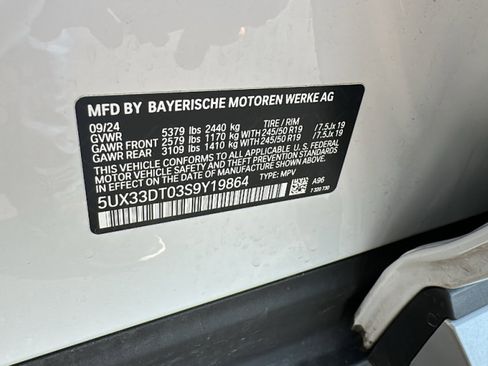 MFD BY BAYERISCHE MOTOREN WERKE AG
09/24 TIRE / RIM
GVWR 5379 lbs 2440 kg
GAWR FRONT 2579 lbs 1170 kg WITH 245/50 R19 /7.5Jx 19
GAWR REAR 3109 lbs 1410 kg WITH 245/50 R19 /7.5Jx 19
THIS VEHICLE CONFORMS TO ALL APPLICABLE U.S. FEDERAL
MOTOR VEHICLE SAFETY AND THEFT PREVENTION STANDARDS
IN EFFECT ON THE DATE OF MANUFACTURE SHOWN ABOVE.
5UX33DT03S9Y19864 TYPE: MPV A96
7 320 730